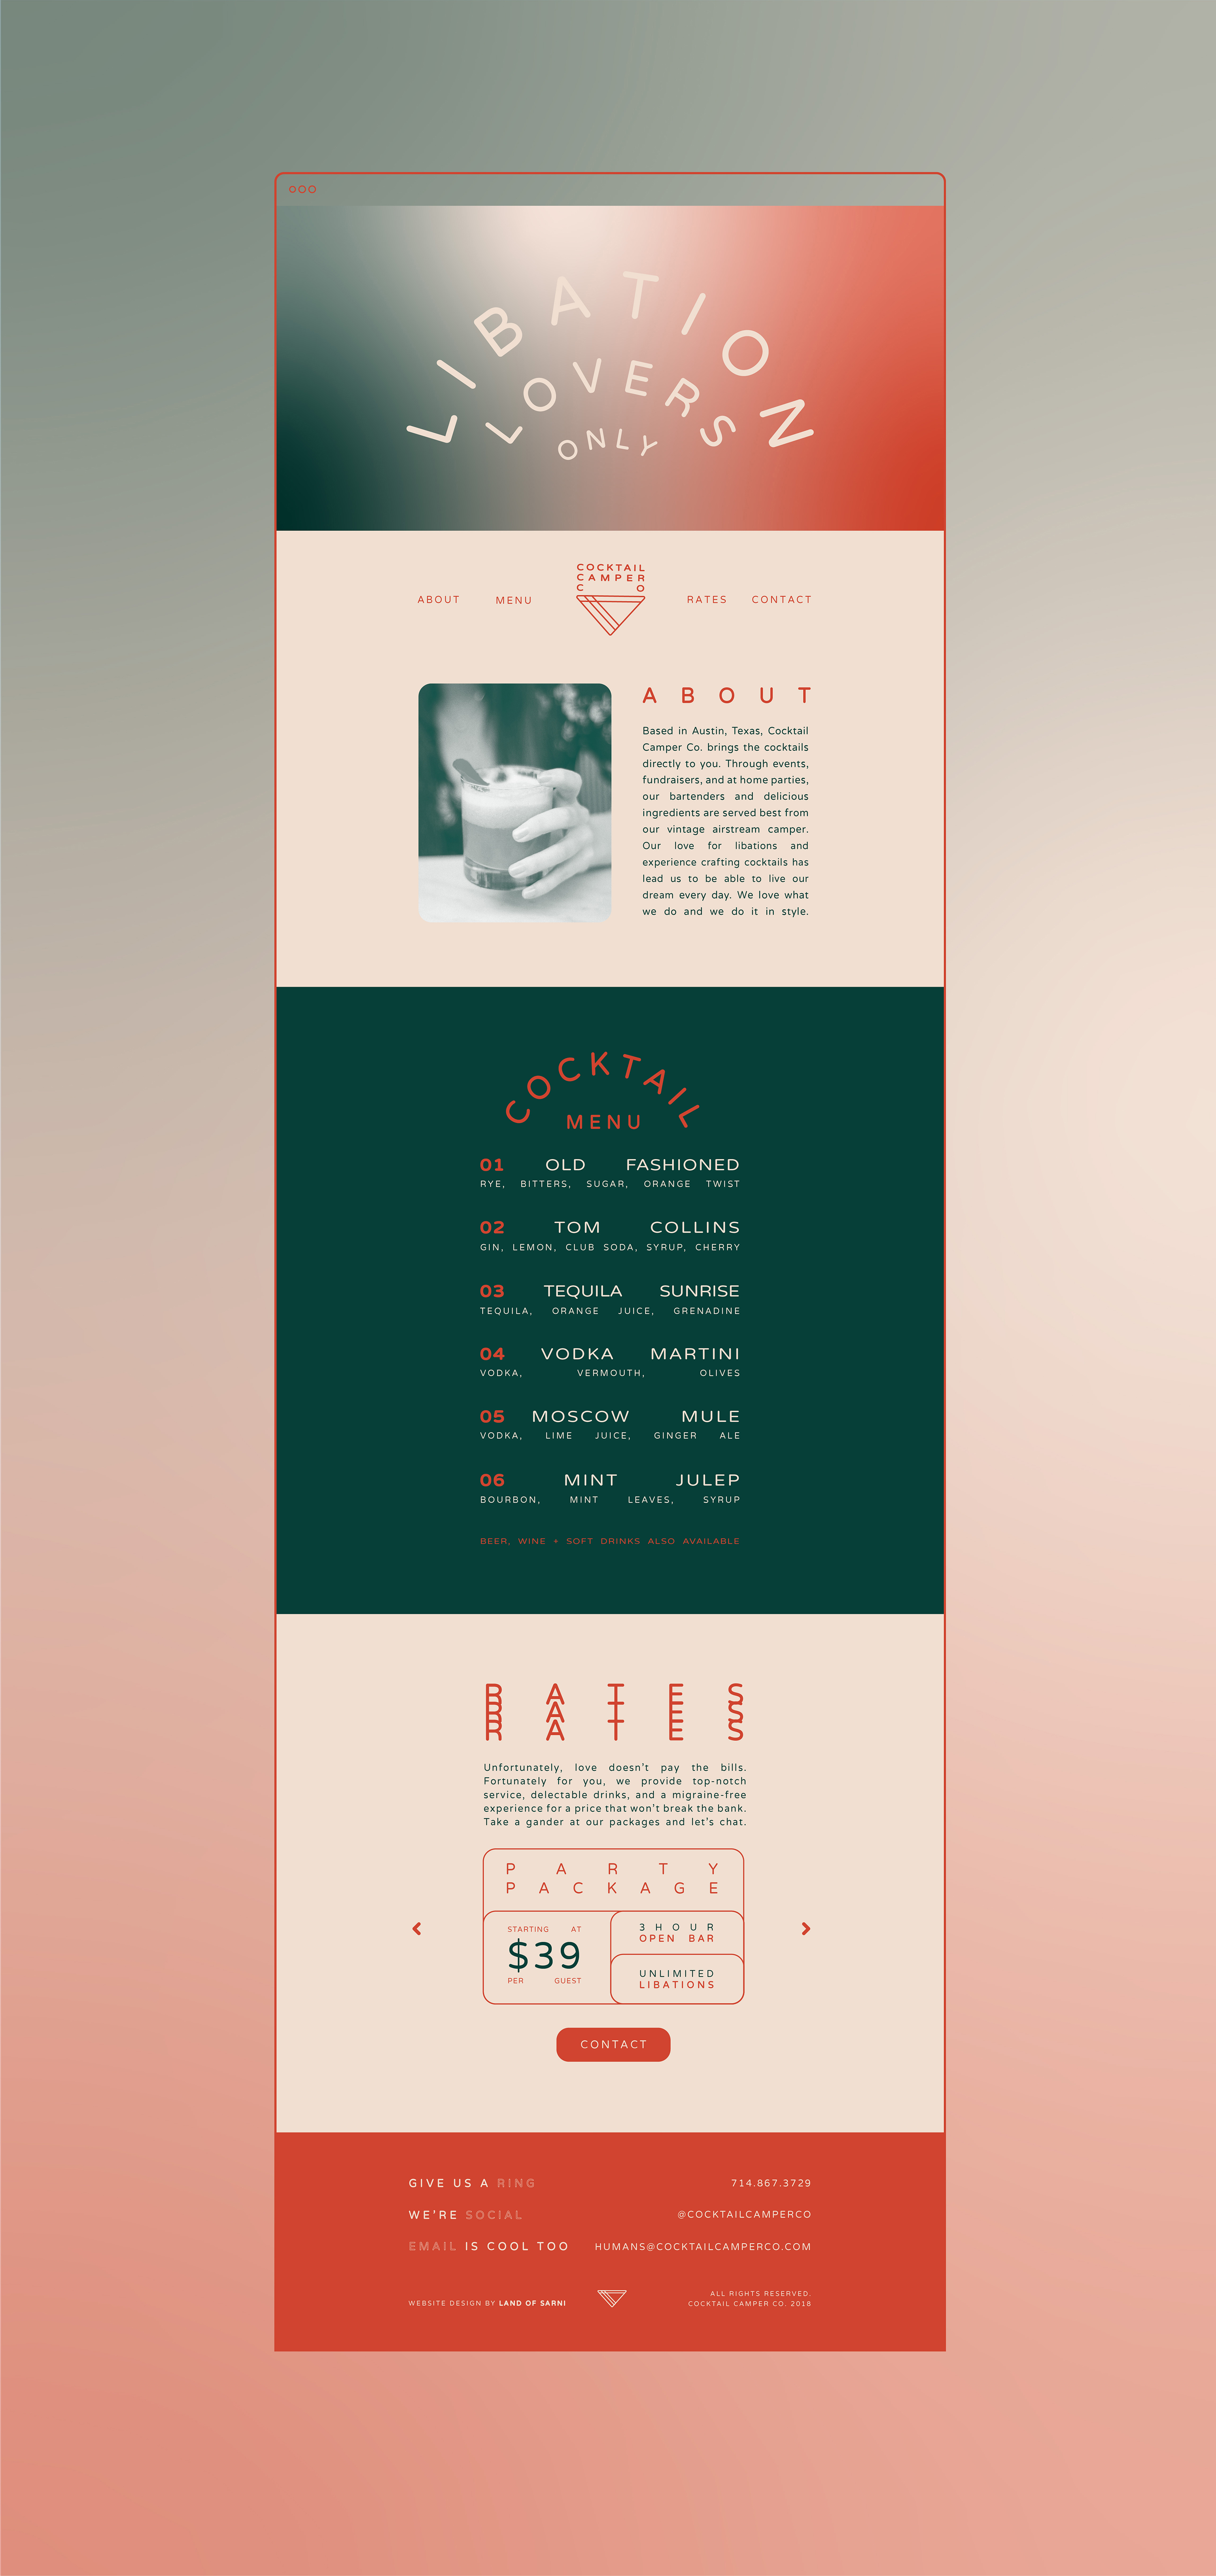 LIBATION
LOVERS
ONLY
COCKTAIL
CAMPER
C O
ABOUT MENU RATES CONTACT
ABOUT
Based in Austin, Texas, Cocktail
Camper Co. brings the cocktails
directly to you. Through events,
fundraisers, and at home parties,
our bartenders and delicious
ingredients are served best from
our vintage airstream camper.
Our love for libations and
experience crafting cocktails has
lead us to be able to live our
dream every day. We love what
we do and we do it in style.
COCKTAIL
MENU
01 OLD FASHIONED
RYE, BITTERS, SUGAR, ORANGE TWIST
02 TOM COLLINS
GIN, LEMON, CLUB SODA, SYRUP, CHERRY
03 TEQUILA SUNRISE
TEQUILA, ORANGE JUICE, GRENADINE
04 VODKA MARTINI
VODKA, VERMOUTH, OLIVES
05 MOSCOW MULE
VODKA, LIME JUICE, GINGER ALE
06 MINT JULEP
BOURBON, MINT LEAVES, SYRUP
BEER, WINE + SOFT DRINKS ALSO AVAILABLE
RATES
RATES
RATES
Unfortunately, love doesn't pay the bills.
Fortunately for you, we provide top-notch
service, delectable drinks, and a migraine-free
experience for a price that won't break the bank.
Take a gander at our packages and let's chat.
PARTY
PACKAGE
STARTING AT
$39
PER GUEST
3 HOUR
OPEN BAR
UNLIMITED
LIBATIONS
CONTACT
GIVE US A RING 714.867.3729
WE'RE SOCIAL @COCKTAILCAMPERCO
EMAIL IS COOL TOO HUMANS@COCKTAILCAMPERCO.COM
WEBSITE DESIGN BY LAND OF SARNI
ALL RIGHTS RESERVED.
COCKTAIL CAMPER CO. 2018